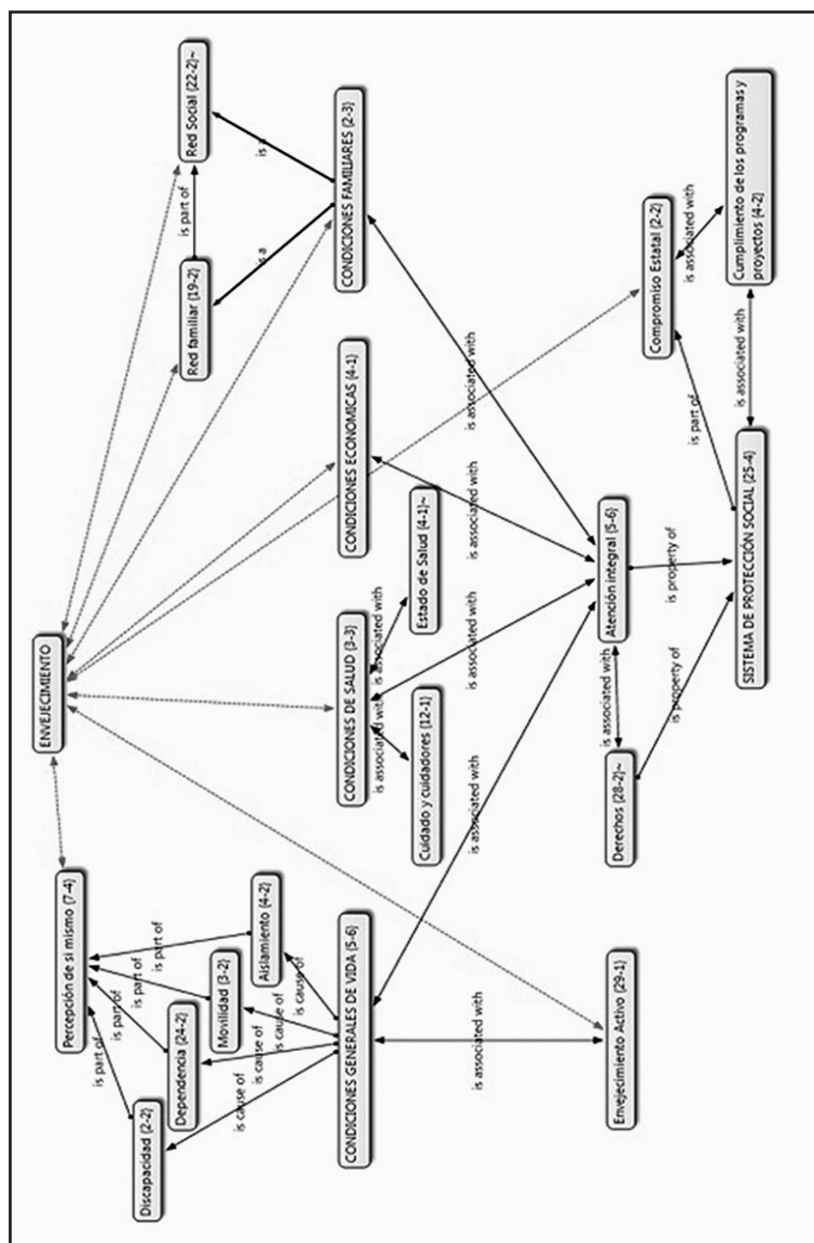 ENVEJECIMIENTO
Percepción de si mismo {7-4}
is part of
is part of
is part of
is part of
Discapacidad {2-2}
Dependencia {24-2}
Movilidad {3-2}
Aislamiento {4-2}
Red familiar {19-2}
is part of
Red Social {22-2}~
is cause of
is cause of
is cause of
is cause of
is a
is a
CONDICIONES GENERALES DE VIDA {5-6}
CONDICIONES DE SALUD {3-3}
CONDICIONES ECONOMICAS {4-1}
CONDICIONES FAMILIARES {2-3}
is associated with
is associated with
Cuidado y cuidadores {12-1}
Estado de Salud {4-1}~
is associated with
is associated with
is associated with
is associated with
is associated with
Envejecimiento Activo {29-1}
Derechos {28-2}~
is associated with
Atención integral {5-6}
Compromiso Estatal {2-2}
is property of
is property of
is part of
is associated with
SISTEMA DE PROTECCIÓN SOCIAL {25-4}
is associated with
Cumplimiento de los programas y
proyectos {4-2}